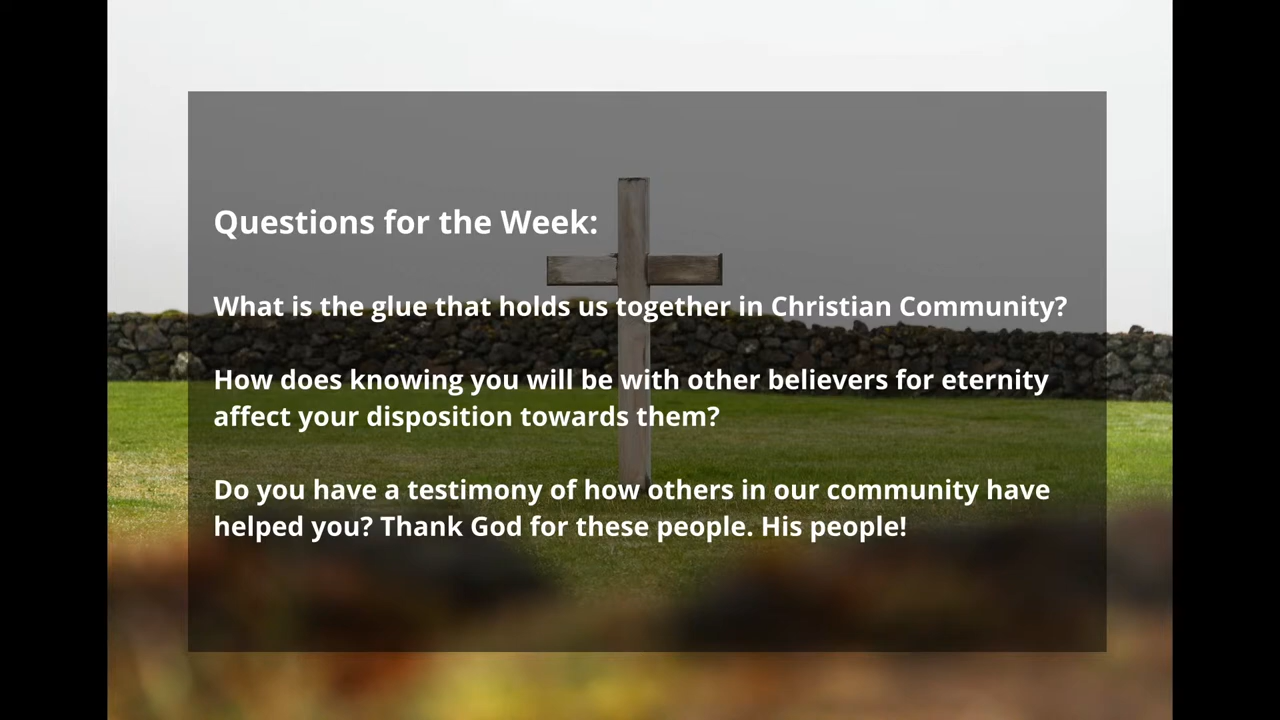 Questions for the Week:
What is the glue that holds us together in Christian Community?
How does knowing you will be with other believers for eternity
affect your disposition towards them?
Do you have a testimony of how others in our community have
helped you? Thank God for these people. His people!